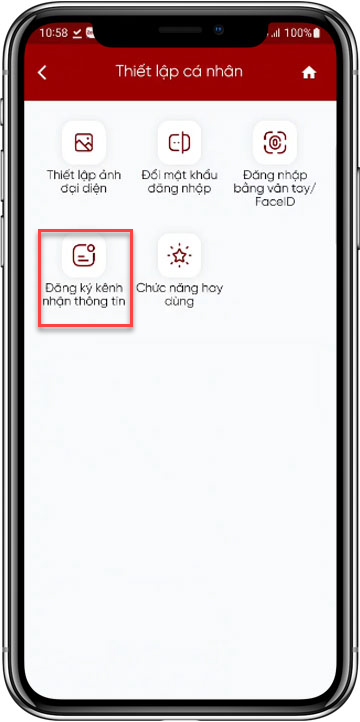 10:58 100%
Thiết lập cá nhân
Thiết lập ảnh Đổi mật khẩu Đăng nhập
đại diện đăng nhập bằng vân tay/
FaceID
Đăng ký kênh Chức năng hay
nhận thông tin dùng